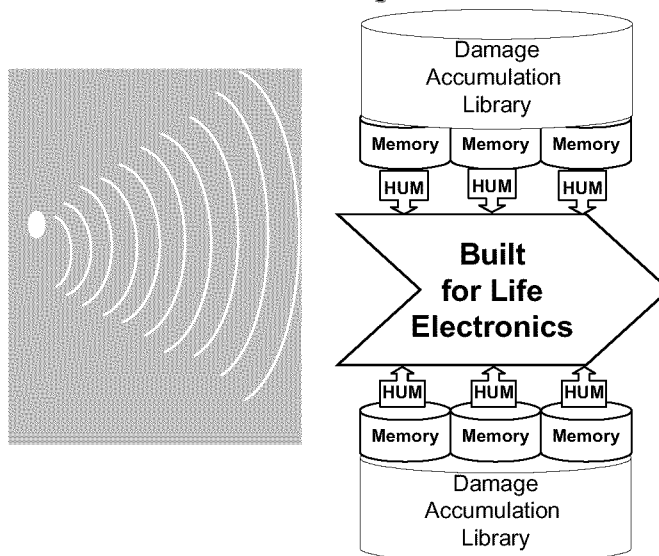 Damage
Accumulation
Library
Memory Memory Memory
HUM HUM HUM
Built
for Life
Electronics
HUM HUM HUM
Memory Memory Memory
Damage
Accumulation
Library